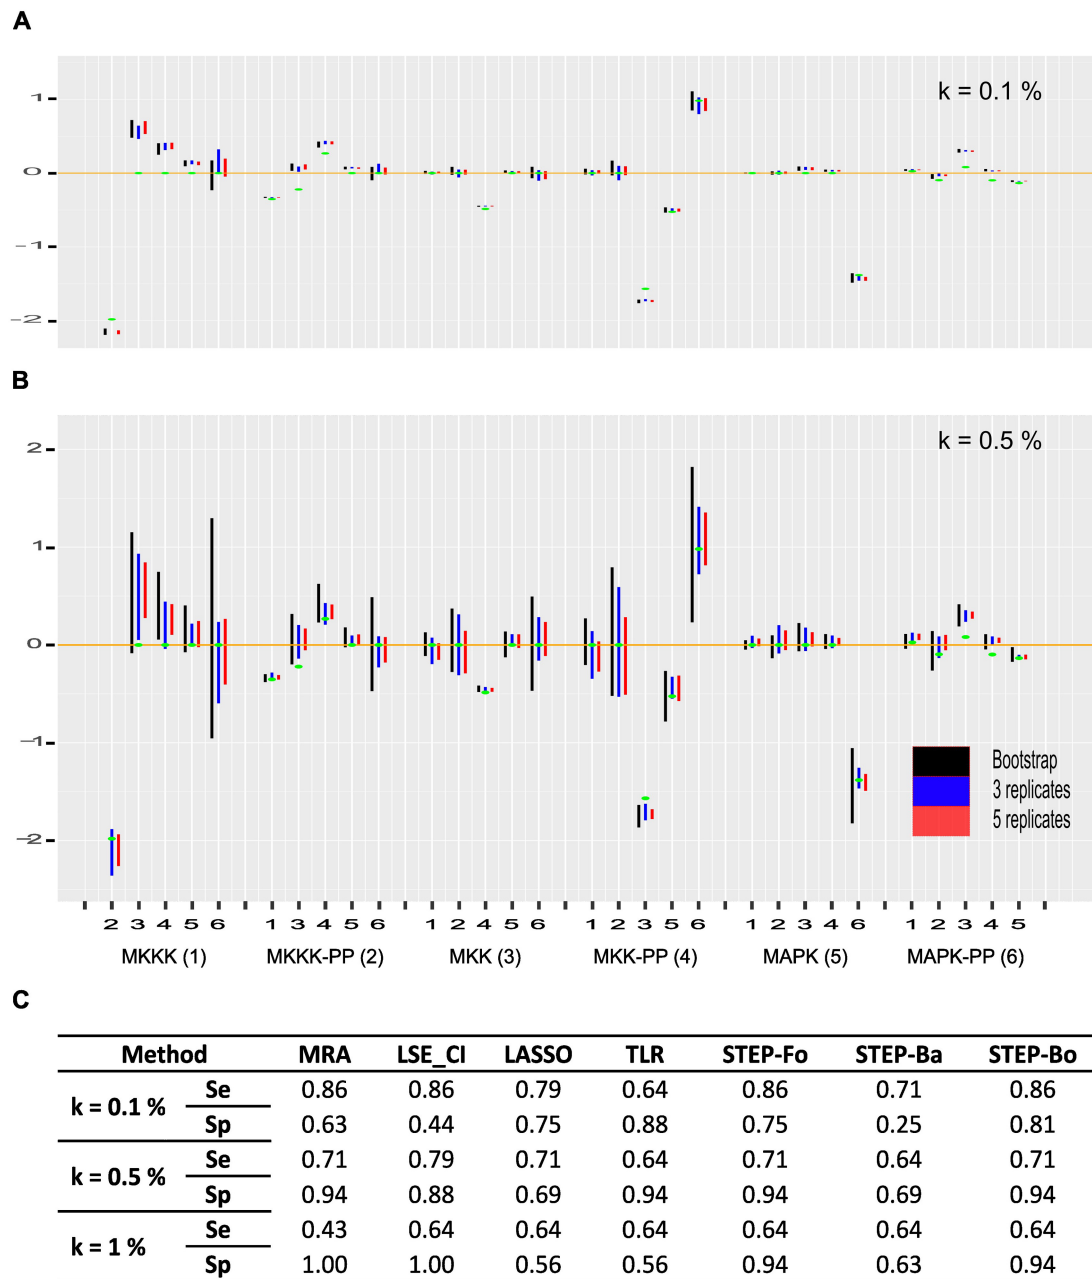 A
k = 0.1 %
1
0
−1
−2
B
k = 0.5 %
2
1
0
−1
−2
Bootstrap
3 replicates
5 replicates
2 3 4 5 6 1 3 4 5 6 1 2 4 5 6 1 2 3 5 6 1 2 3 4 6 1 2 3 4 5
MKKK (1) MKKK-PP (2) MKK (3) MKK-PP (4) MAPK (5) MAPK-PP (6)
C
Method MRA LSE_CI LASSO TLR STEP-Fo STEP-Ba STEP-Bo
k = 0.1 % Se 0.86 0.86 0.79 0.64 0.86 0.71 0.86
Sp 0.63 0.44 0.75 0.88 0.75 0.25 0.81
k = 0.5 % Se 0.71 0.79 0.71 0.64 0.71 0.64 0.71
Sp 0.94 0.88 0.69 0.94 0.94 0.69 0.94
k = 1 % Se 0.43 0.64 0.64 0.64 0.64 0.64 0.64
Sp 1.00 1.00 0.56 0.56 0.94 0.63 0.94